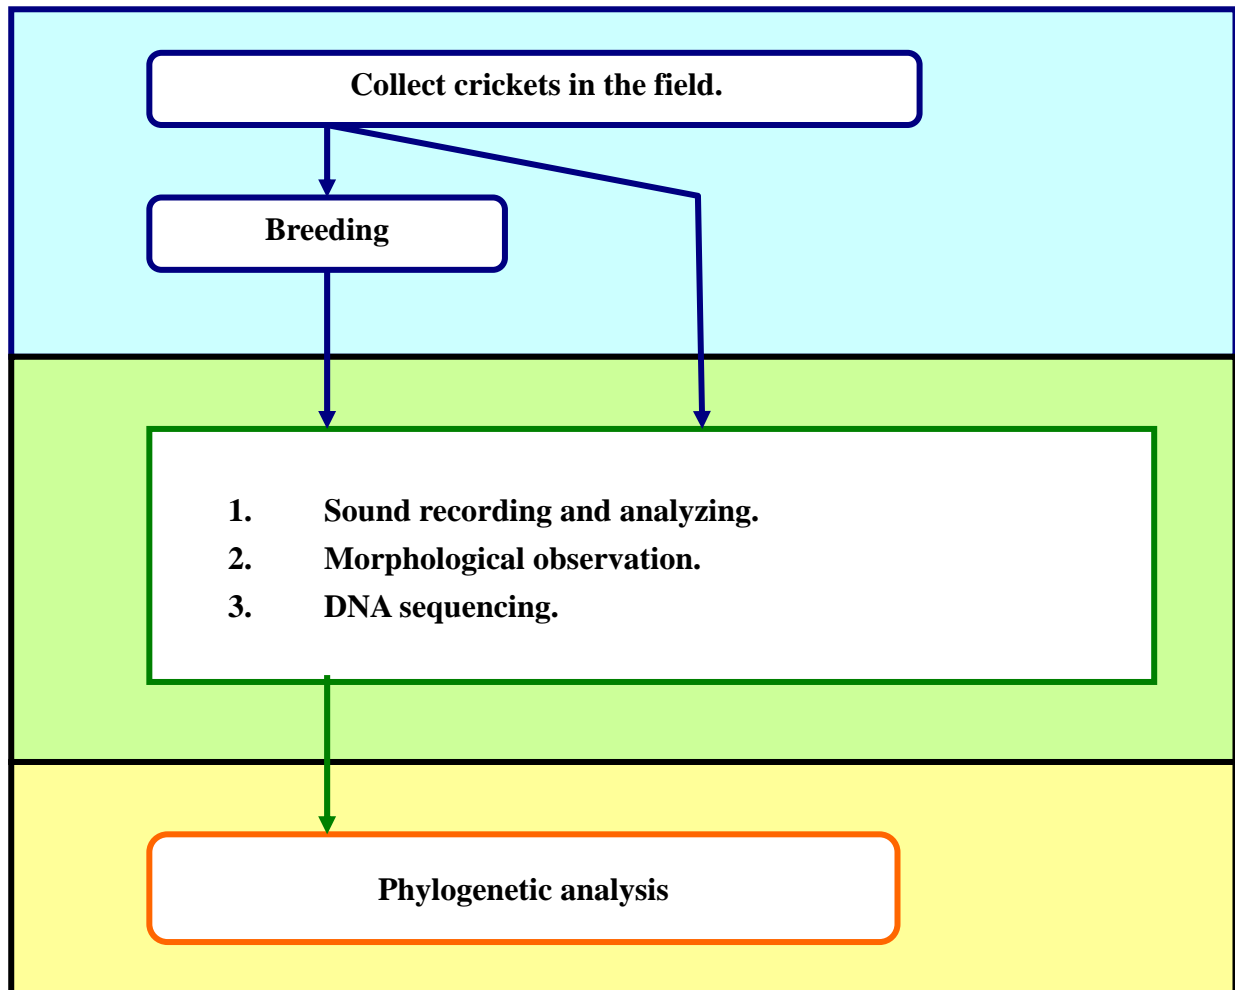 Collect crickets in the field.
Breeding
1. Sound recording and analyzing.
2. Morphological observation.
3. DNA sequencing.
Phylogenetic analysis